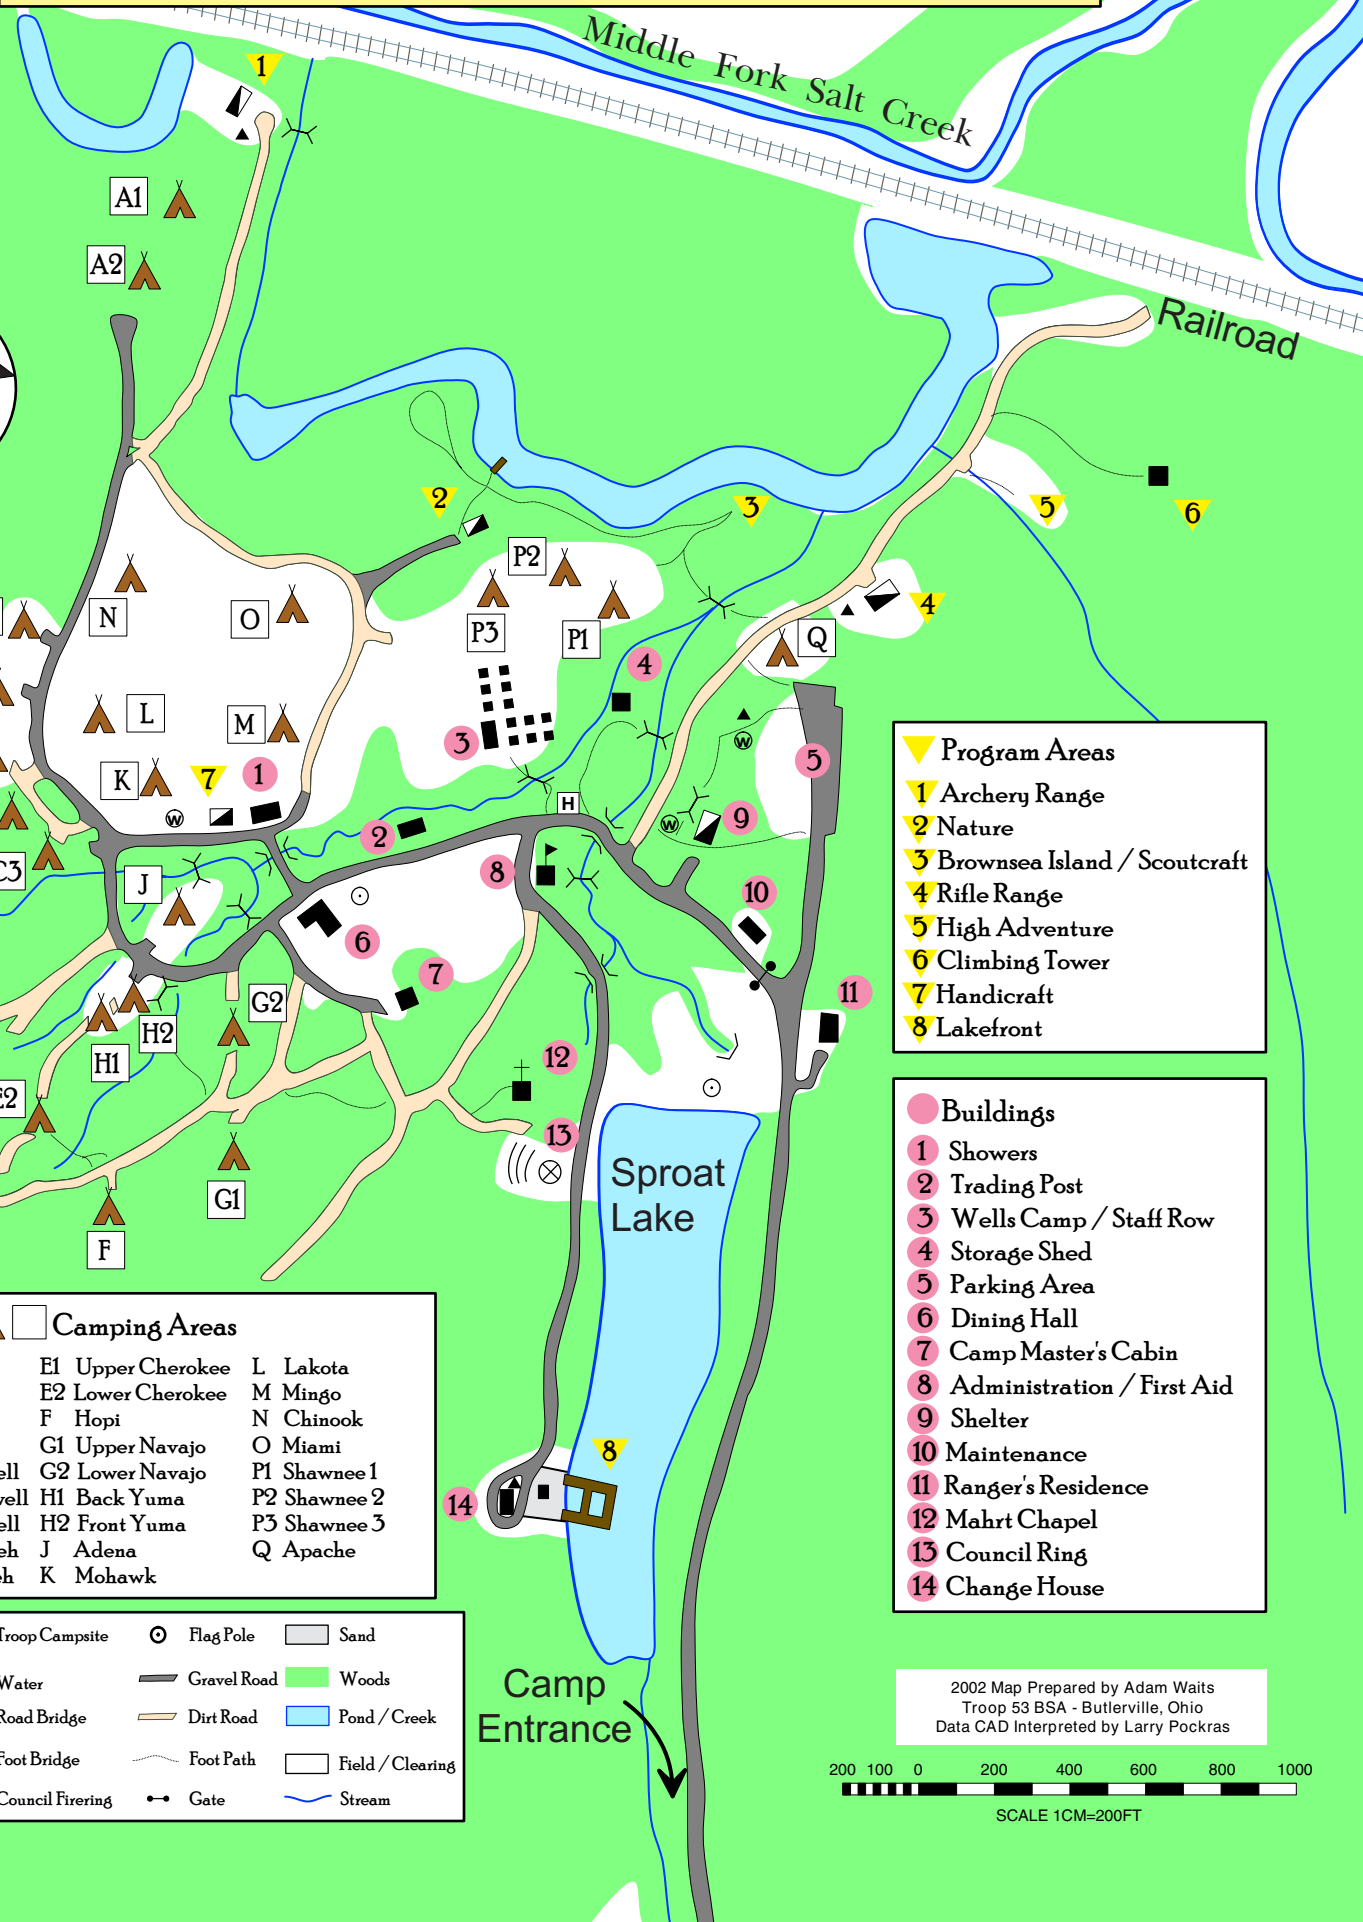 Middle Fork Salt Creek
Railroad
1
A1
A2
2
3
5
6
P2
P3
P1
4
Q
N
O
4
L
M
3
5
K
7
1
W
W
H
W
9
2
C3
J
8
10
6
7
11
G2
H2
H1
12
E2
13
G1
F
Sproat
Lake
8
14
Camp
Entrance
Program Areas
1 Archery Range
2 Nature
3 Brownsea Island / Scoutcraft
4 Rifle Range
5 High Adventure
6 Climbing Tower
7 Handicraft
8 Lakefront
Buildings
1 Showers
2 Trading Post
3 Wells Camp / Staff Row
4 Storage Shed
5 Parking Area
6 Dining Hall
7 Camp Master's Cabin
8 Administration / First Aid
9 Shelter
10 Maintenance
11 Ranger's Residence
12 Mahrt Chapel
13 Council Ring
14 Change House
Camping Areas
E1 Upper Cherokee L Lakota
E2 Lower Cherokee M Mingo
F Hopi N Chinook
G1 Upper Navajo O Miami
ell G2 Lower Navajo P1 Shawnee 1
well H1 Back Yuma P2 Shawnee 2
ell H2 Front Yuma P3 Shawnee 3
eh J Adena Q Apache
eh K Mohawk
Troop Campsite Flag Pole Sand
Water Gravel Road Woods
Road Bridge Dirt Road Pond / Creek
Foot Bridge Foot Path Field / Clearing
Council Firering Gate Stream
2002 Map Prepared by Adam Waits
Troop 53 BSA - Butlerville, Ohio
Data CAD Interpreted by Larry Pockras
200 100 0 200 400 600 800 1000
SCALE 1CM=200FT